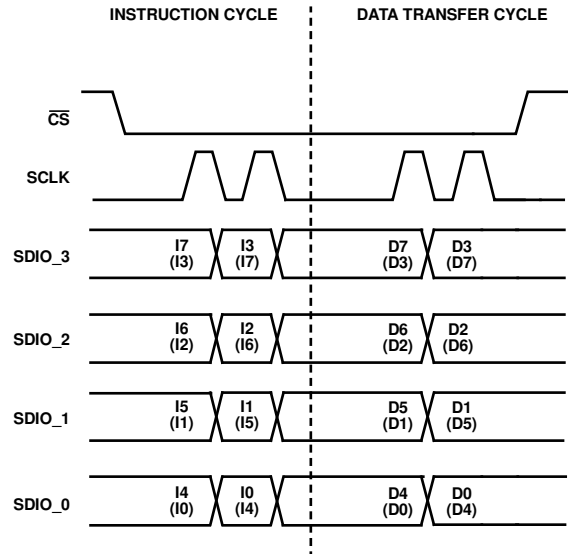 INSTRUCTION CYCLE DATA TRANSFER CYCLE
CS
SCLK
SDIO_3
I7 I3 D7 D3
(I3) (I7) (D3) (D7)
SDIO_2
I6 I2 D6 D2
(I2) (I6) (D2) (D6)
SDIO_1
I5 I1 D5 D1
(I1) (I5) (D1) (D5)
SDIO_0
I4 I0 D4 D0
(I0) (I4) (D0) (D4)